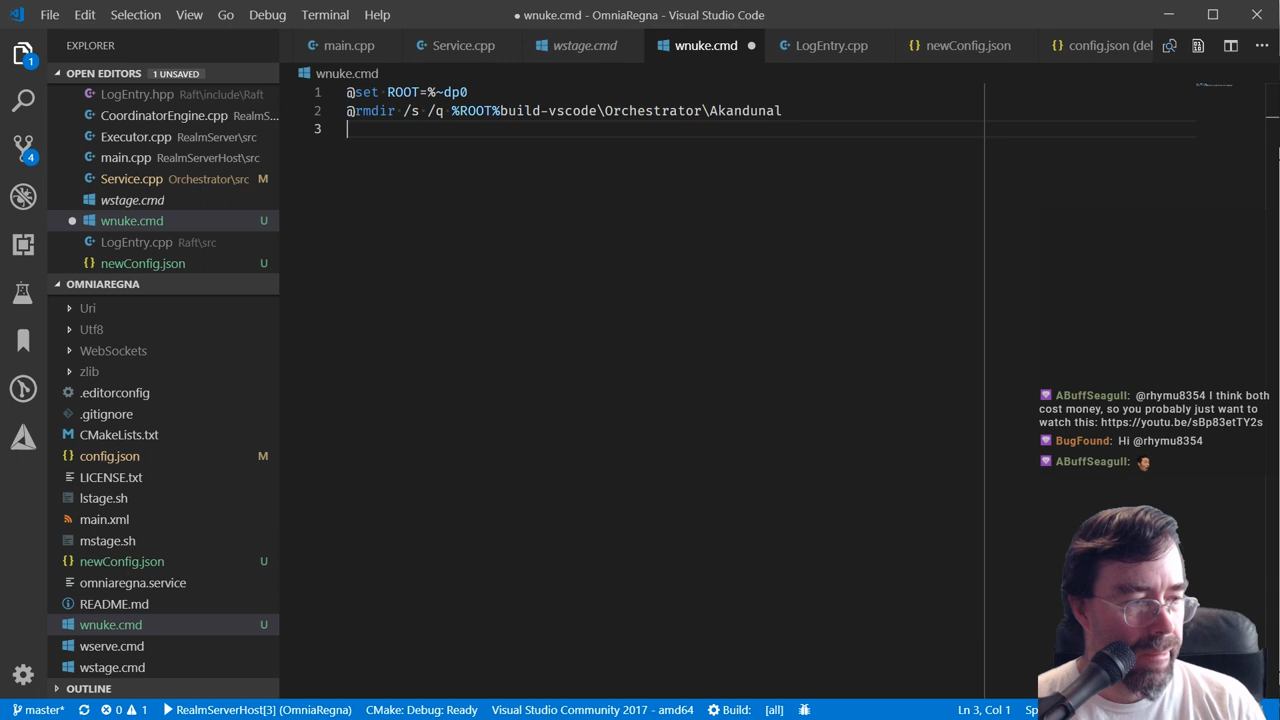 File Edit Selection View Go Debug Terminal Help
● wnuke.cmd - OmniaRegna - Visual Studio Code
EXPLORER
main.cpp
Service.cpp
wstage.cmd
wnuke.cmd
LogEntry.cpp
newConfig.json
config.json (del
OPEN EDITORS 1 UNSAVED
LogEntry.hpp Raft\include\Raft
CoordinatorEngine.cpp RealmS...
Executor.cpp RealmServer\src
main.cpp RealmServerHost\src
Service.cpp Orchestrator\src M
wstage.cmd
wnuke.cmd U
LogEntry.cpp Raft\src
newConfig.json U
OMNIAREGNA
Uri
Utf8
WebSockets
zlib
.editorconfig
.gitignore
CMakeLists.txt
config.json M
LICENSE.txt
lstage.sh
main.xml
mstage.sh
newConfig.json U
omniaregna.service
README.md
wnuke.cmd U
wserve.cmd
wstage.cmd
OUTLINE
wnuke.cmd
1 @set ROOT=%~dp0
2 @rmdir /s /q %ROOT%build-vscode\Orchestrator\Akandunal
3
ABuffSeagull: @rhymu8354 I think both
cost money, so you probably just want to
watch this: https://youtu.be/sBp83etTY2s
BugFound: Hi @rhymu8354
ABuffSeagull:
1
4
master* 0 1 RealmServerHost[3] (OmniaRegna) CMake: Debug: Ready Visual Studio Community 2017 - amd64 Build: [all] Ln 3, Col 1 Sp